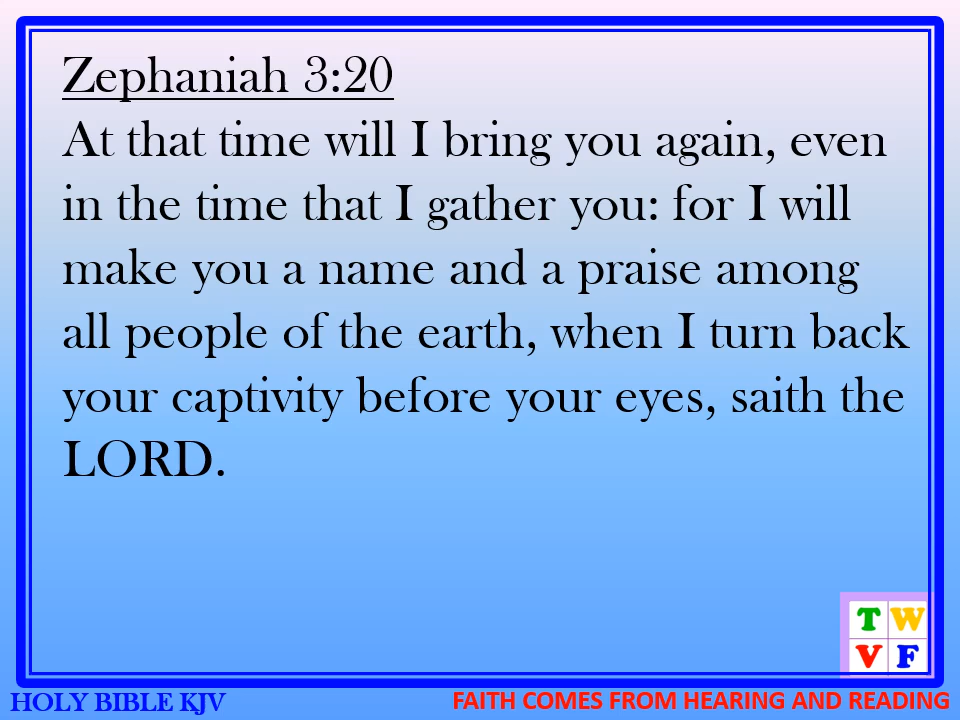 Zephaniah 3:20
At that time will I bring you again, even
in the time that I gather you: for I will
make you a name and a praise among
all people of the earth, when I turn back
your captivity before your eyes, saith the
LORD.
T W
V F
HOLY BIBLE KJV
FAITH COMES FROM HEARING AND READING